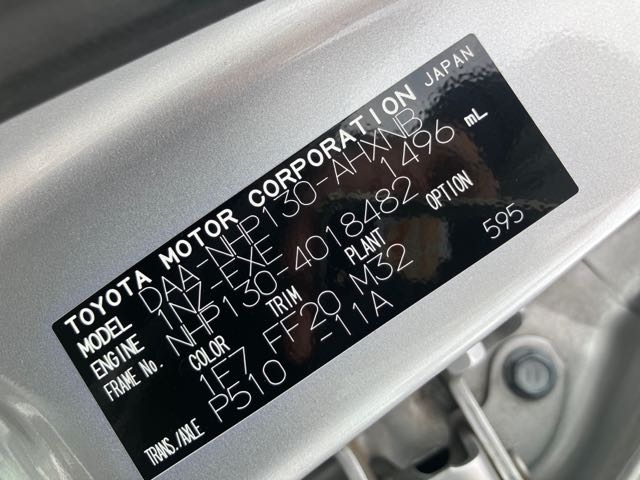 TOYOTA MOTOR CORPORATION JAPAN
MODEL DAA-NHP130-AHXNB
ENGINE 1NZ-FXE 1496 mL
FRAME No. NHP130-4018482
COLOR TRIM PLANT OPTION
1F7 FF20 M32 595
TRANS./AXLE P510 -11A